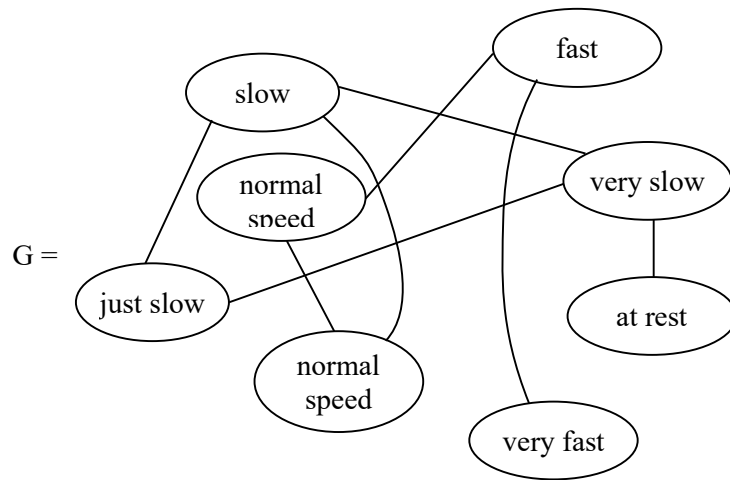 fast
slow
very slow
normal
speed
G =
just slow
at rest
normal
speed
very fast